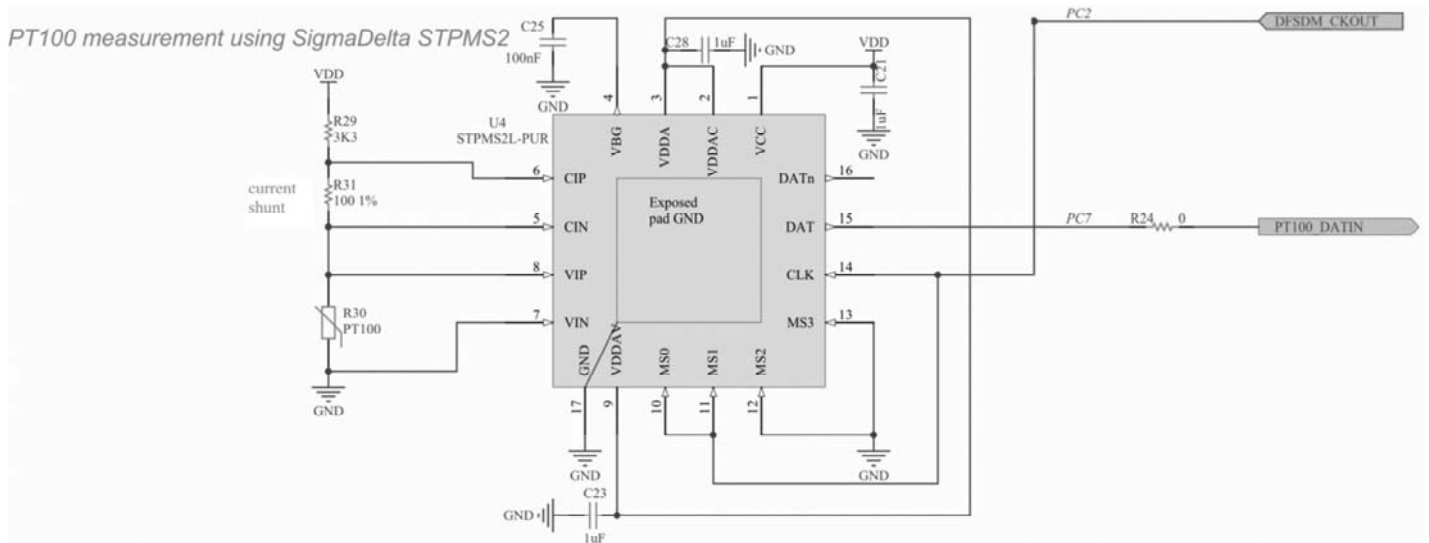 PT100 measurement using SigmaDelta STPMS2
C25
100nF
GND
C28
1uF
GND
VDD
C21
1uF
GND
PC2
DFSDM_CKOUT
VDD
R29
3K3
current
shunt
R31
100 1%
R30
PT100
GND
U4
STPMS2L-PUR
4
3
2
1
VBG
VDDA
VDDAC
VCC
6
CIP
5
CIN
8
VIP
7
VIN
Exposed
pad GND
DATn
16
DAT
15
PC7
R24
0
PT100_DATIN
CLK
14
MS3
13
GND
VDDAV
MS0
MS1
MS2
17
9
10
11
12
GND
GND
C23
GND
1uF